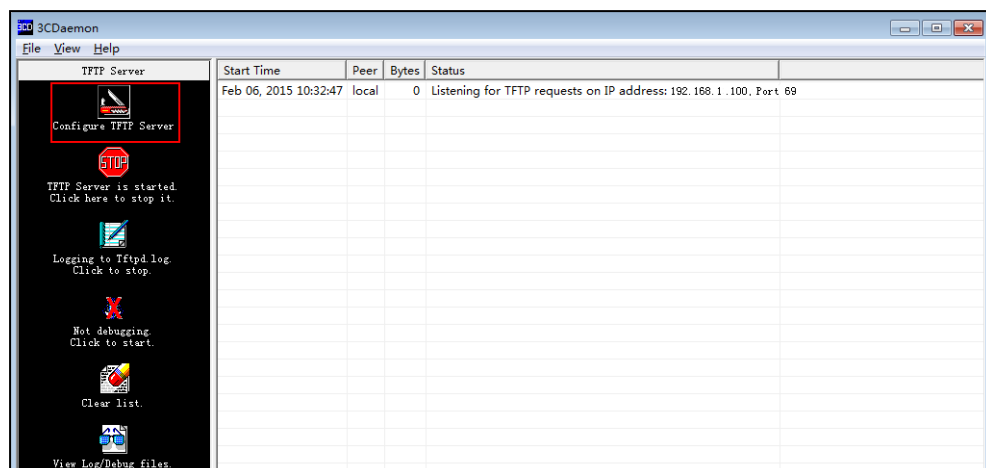 3CD 3CDaemon
File View Help
TFTP Server
Configure TFTP Server
STOP
TFTP Server is started.
Click here to stop it.
Logging to Tftpd.log.
Click to stop.
Not debugging.
Click to start.
Clear list.
View Log/Debug files.
Start Time Peer Bytes Status
Feb 06, 2015 10:32:47 local 0 Listening for TFTP requests on IP address: 192.168.1.100, Port 69